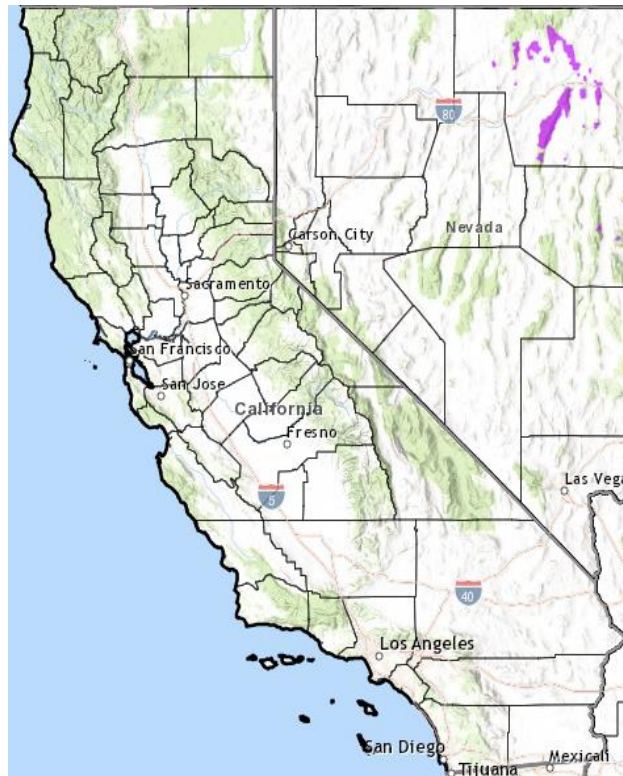 80
Nevada
Carson City
Sacramento
San Francisco
San Jose
California
Fresno
5
Las Vega
40
Los Angeles
San Diego
Tijuana
Mexicali